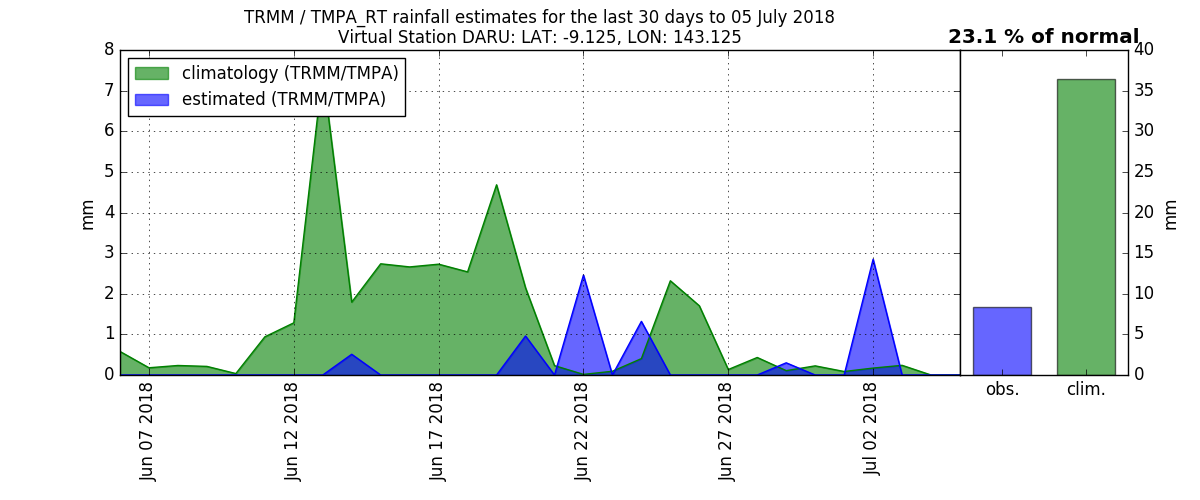 TRMM / TMPA_RT rainfall estimates for the last 30 days to 05 July 2018
Virtual Station DARU: LAT: -9.125, LON: 143.125
23.1 % of normal
climatology (TRMM/TMPA)
estimated (TRMM/TMPA)
mm
8
7
6
5
4
3
2
1
0
Jun 07 2018
Jun 12 2018
Jun 17 2018
Jun 22 2018
Jun 27 2018
Jul 02 2018
obs.
clim.
40
35
30
25
20
15
10
5
0
mm